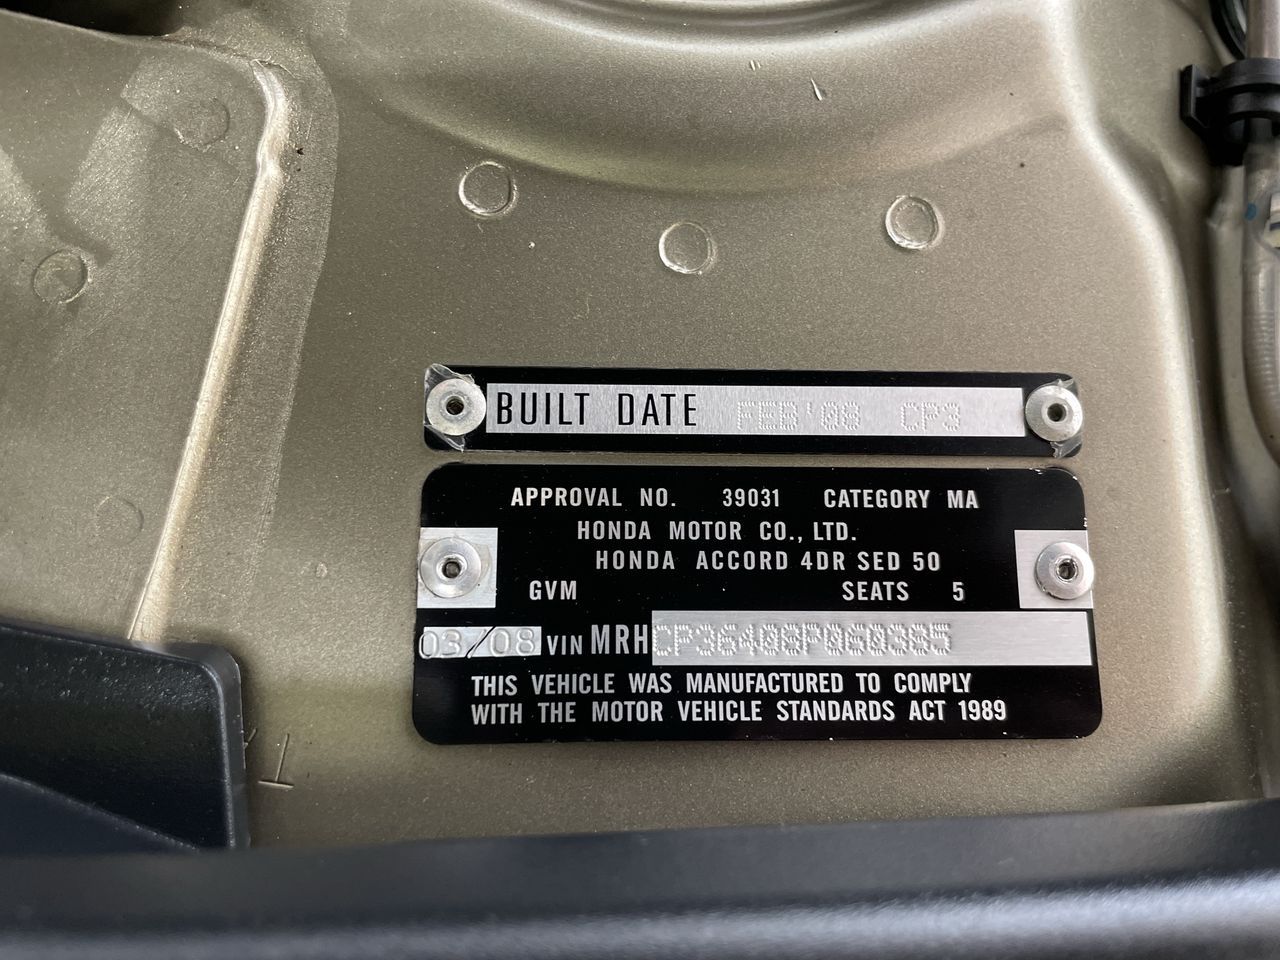 BUILT DATE FEB'08 CP3
APPROVAL NO. 39031 CATEGORY MA
HONDA MOTOR CO., LTD.
HONDA ACCORD 4DR SED 50
GVM SEATS 5
03/08 VIN MRHCP36408P060385
THIS VEHICLE WAS MANUFACTURED TO COMPLY
WITH THE MOTOR VEHICLE STANDARDS ACT 1989